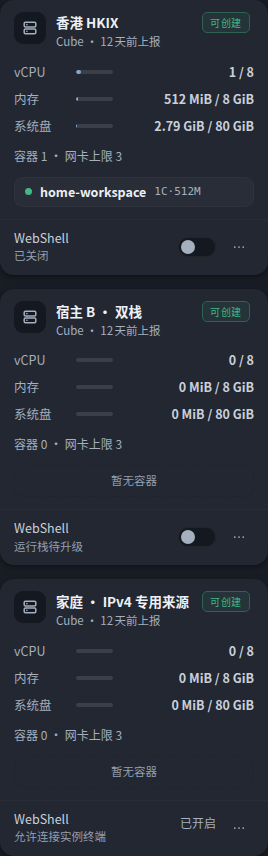 香港 HKIX
可创建
Cube · 12 天前上报
vCPU 1 / 8
内存 512 MiB / 8 GiB
系统盘 2.79 GiB / 80 GiB
容器 1 · 网卡上限 3
home-workspace 1C·512M
WebShell
已关闭
...
宿主 B · 双栈
可创建
Cube · 12 天前上报
vCPU 0 / 8
内存 0 MiB / 8 GiB
系统盘 0 MiB / 80 GiB
容器 0 · 网卡上限 3
暂无容器
WebShell
运行栈待升级
...
家庭 · IPv4 专用来源
可创建
Cube · 12 天前上报
vCPU 0 / 8
内存 0 MiB / 8 GiB
系统盘 0 MiB / 80 GiB
容器 0 · 网卡上限 3
暂无容器
WebShell
允许连接实例终端
已开启
...